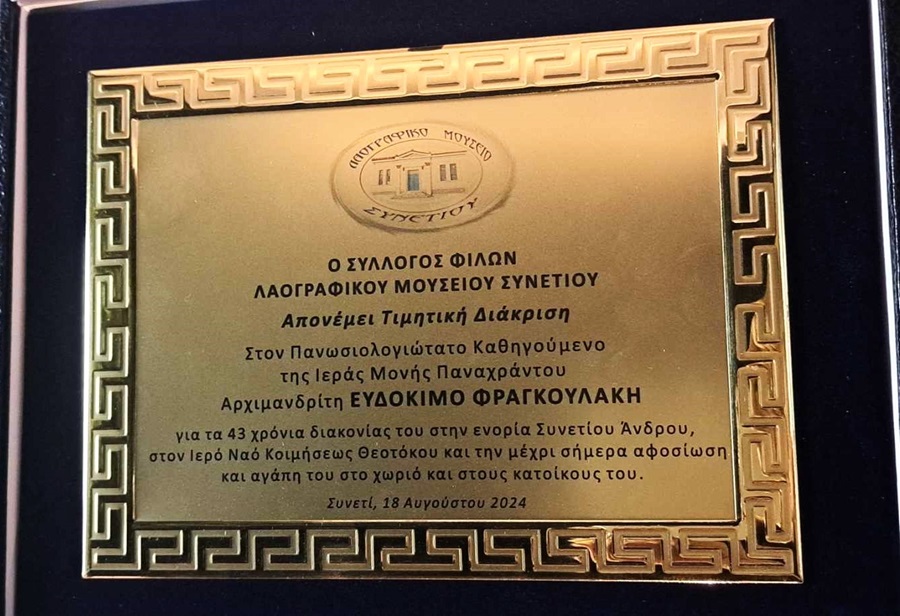 ΛΑΟΓΡΑΦΙΚΟ ΜΟΥΣΕΙΟ
ΣΥΝΕΤΙΟΥ
Ο ΣΥΛΛΟΓΟΣ ΦΙΛΩΝ
ΛΑΟΓΡΑΦΙΚΟΥ ΜΟΥΣΕΙΟΥ ΣΥΝΕΤΙΟΥ
Απονέμει Τιμητική Διάκριση
Στον Πανωσιολογιώτατο Καθηγούμενο
της Ιεράς Μονής Παναχράντου
Αρχιμανδρίτη ΕΥΔΟΚΙΜΟ ΦΡΑΓΚΟΥΛΑΚΗ
για τα 43 χρόνια διακονίας του στην ενορία Συνετίου Άνδρου,
στον Ιερό Ναό Κοιμήσεως Θεοτόκου και την μέχρι σήμερα αφοσίωση
και αγάπη του στο χωριό και στους κατοίκους του.
Συνετί, 18 Αυγούστου 2024